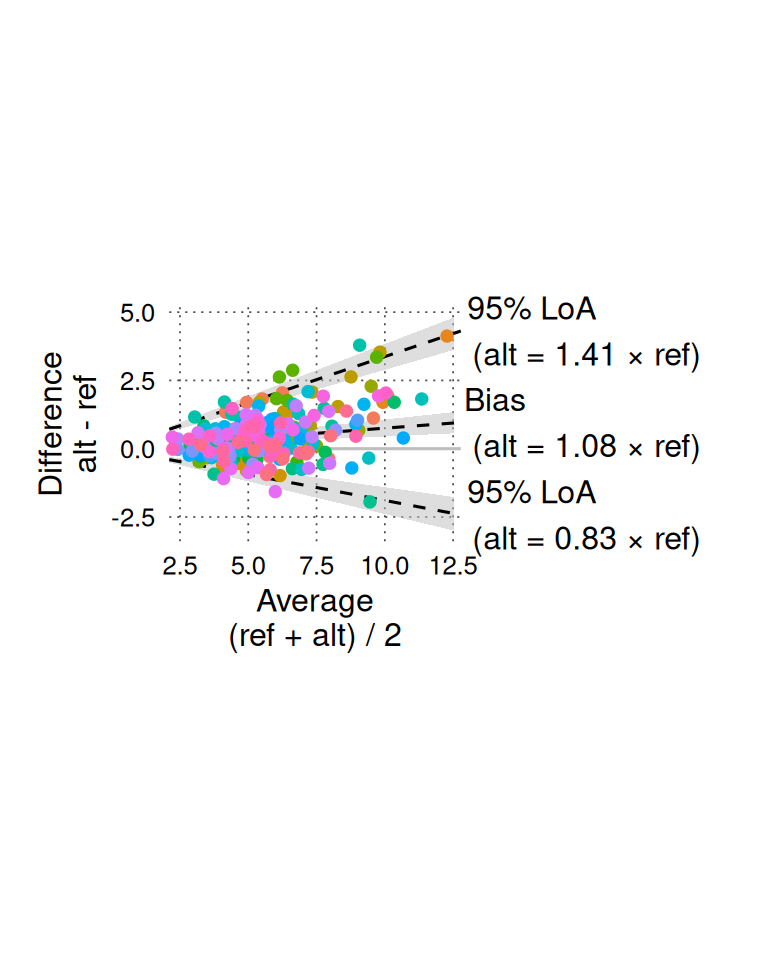 5.0
2.5
0.0
-2.5
Difference
alt - ref
2.5 5.0 7.5 10.0 12.5
Average
(ref + alt) / 2
95% LoA
(alt = 1.41 × ref)
Bias
(alt = 1.08 × ref)
95% LoA
(alt = 0.83 × ref)